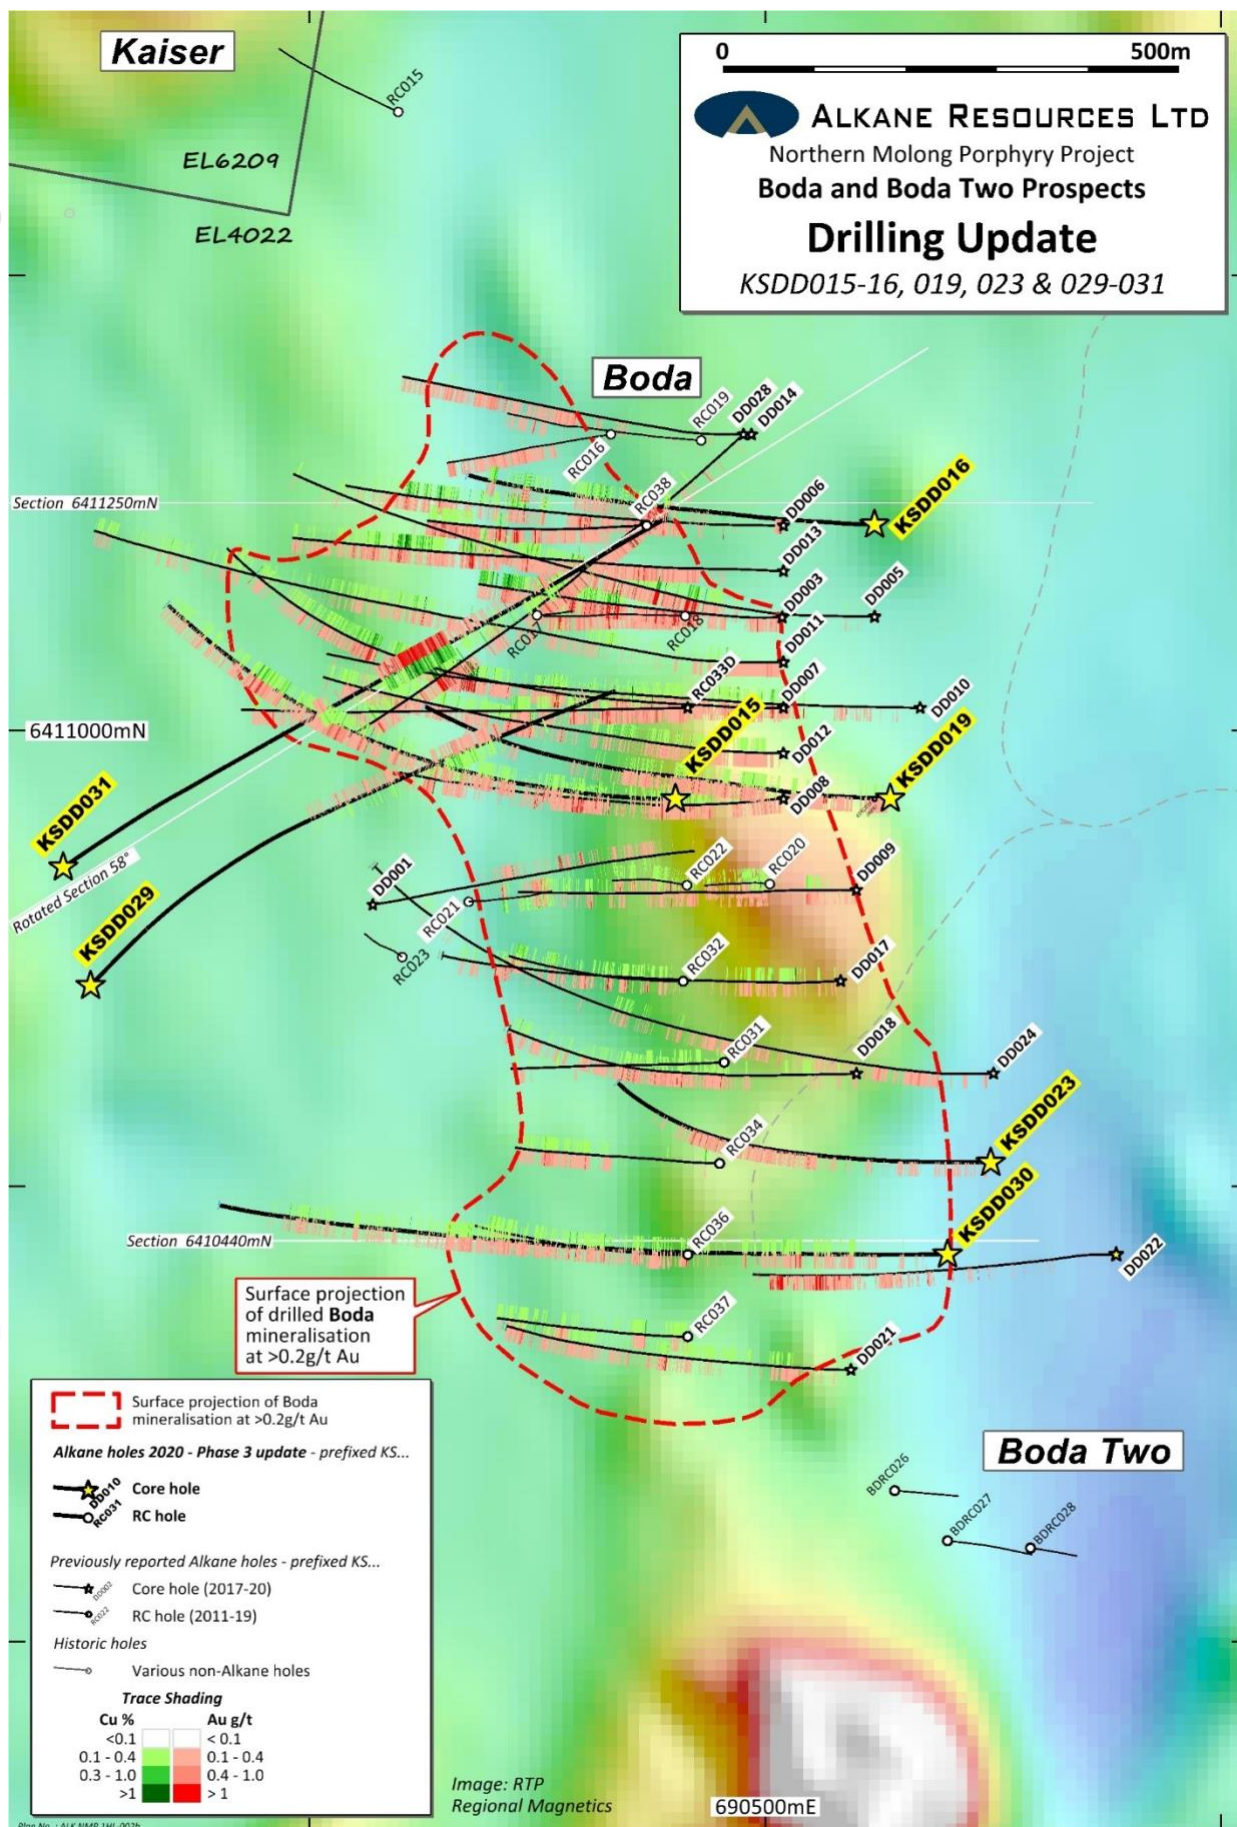 Kaiser
RC015
EL6209
EL4022
0 500m
ALKANE RESOURCES LTD
Northern Molong Porphyry Project
Boda and Boda Two Prospects
Drilling Update
KSDD015-16, 019, 023 & 029-031
Boda
RC019
DD028
DD014
RC016
Section 6411250mN
RC038
DD006
KSDD016
DD013
DD003
DD005
RC017
RC018
DD011
RC033D
DD007
DD010
6411000mN
KSDD015
KSDD019
DD012
DD008
KSDD031
Rotated Section 58°
KSDD029
DD001
RC021
RC022
RC020
DD009
RC023
RC032
DD017
RC031
DD018
DD024
RC034
KSDD023
KSDD030
Section 6410440mN
RC036
DD022
Surface projection
of drilled Boda
mineralisation
at >0.2g/t Au
RC037
DD021
Boda Two
BDRC026
BDRC027
BDRC028
Surface projection of Boda
mineralisation at >0.2g/t Au
Alkane holes 2020 - Phase 3 update - prefixed KS...
DD010 Core hole
RC031 RC hole
Previously reported Alkane holes - prefixed KS...
DD002 Core hole (2017-20)
RC022 RC hole (2011-19)
Historic holes
Various non-Alkane holes
Trace Shading
Cu % Au g/t
<0.1 < 0.1
0.1 - 0.4 0.1 - 0.4
0.3 - 1.0 0.4 - 1.0
>1 > 1
Image: RTP
Regional Magnetics
690500mE